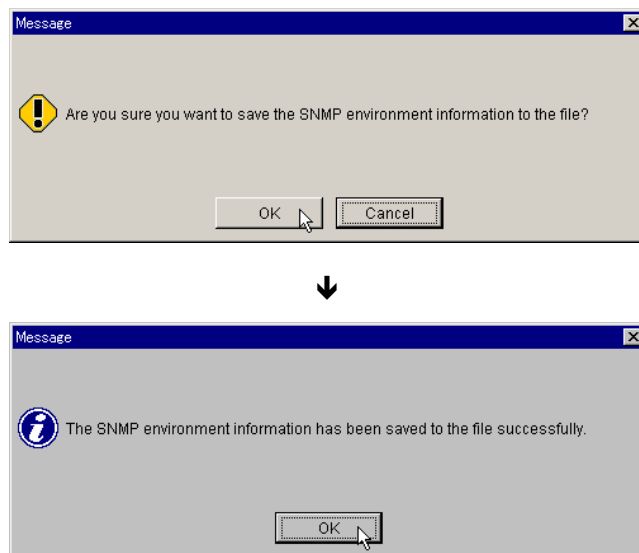 Message
Are you sure you want to save the SNMP environment information to the file?
OK
Cancel
Message
The SNMP environment information has been saved to the file successfully.
OK